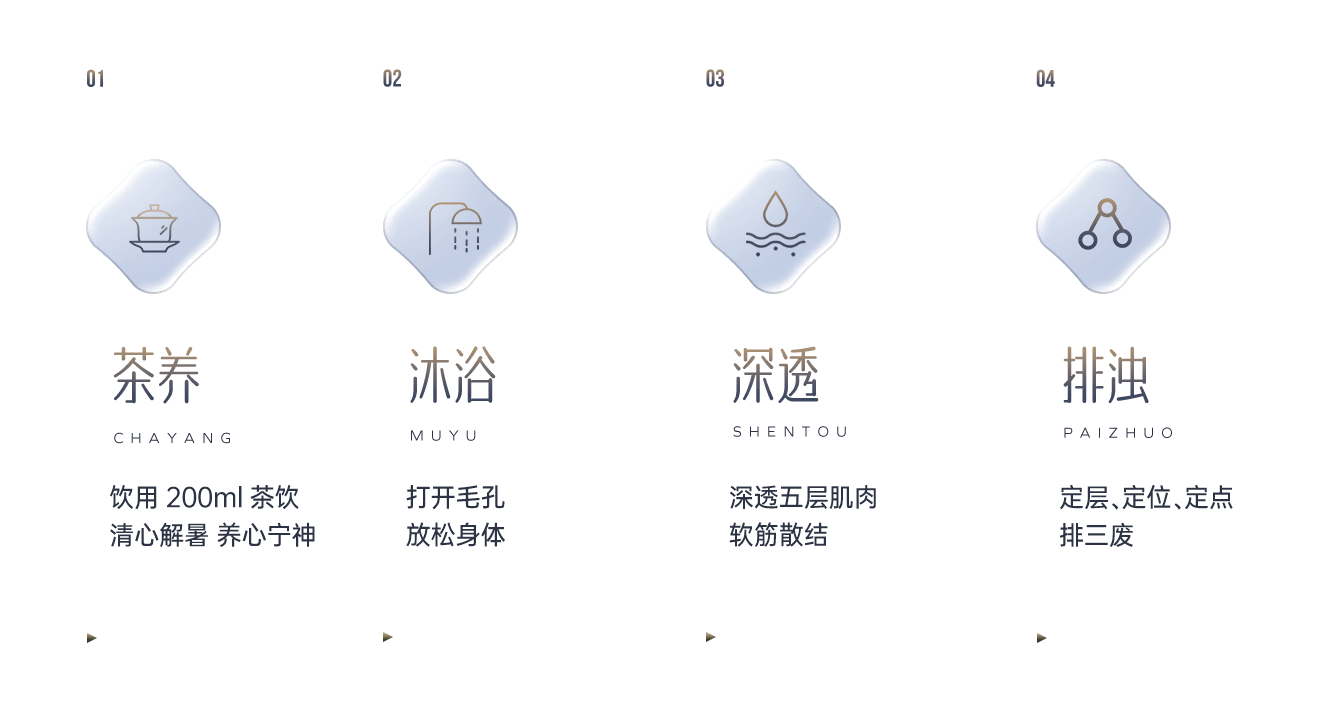 01
茶养
CHAYANG
饮用 200ml 茶饮
清心解暑 养心宁神
02
沐浴
MUYU
打开毛孔
放松身体
03
深透
SHENTOU
深透五层肌肉
软筋散结
04
排浊
PAIZHUO
定层、定位、定点
排三废